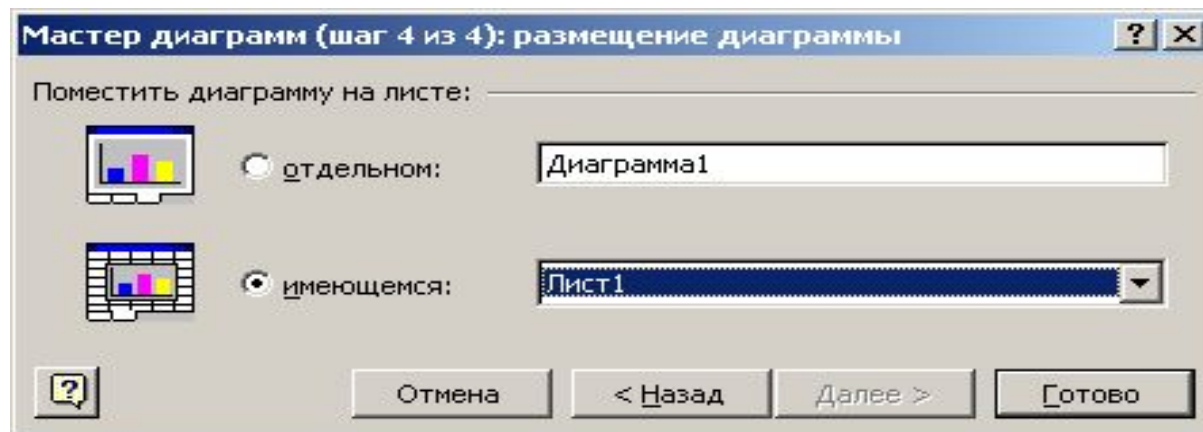 Мастер диаграмм (шаг 4 из 4): размещение диаграммы
Поместить диаграмму на листе:
отдельном: Диаграмма1
имеющемся: Лист1
Отмена < Назад Далее > Готово